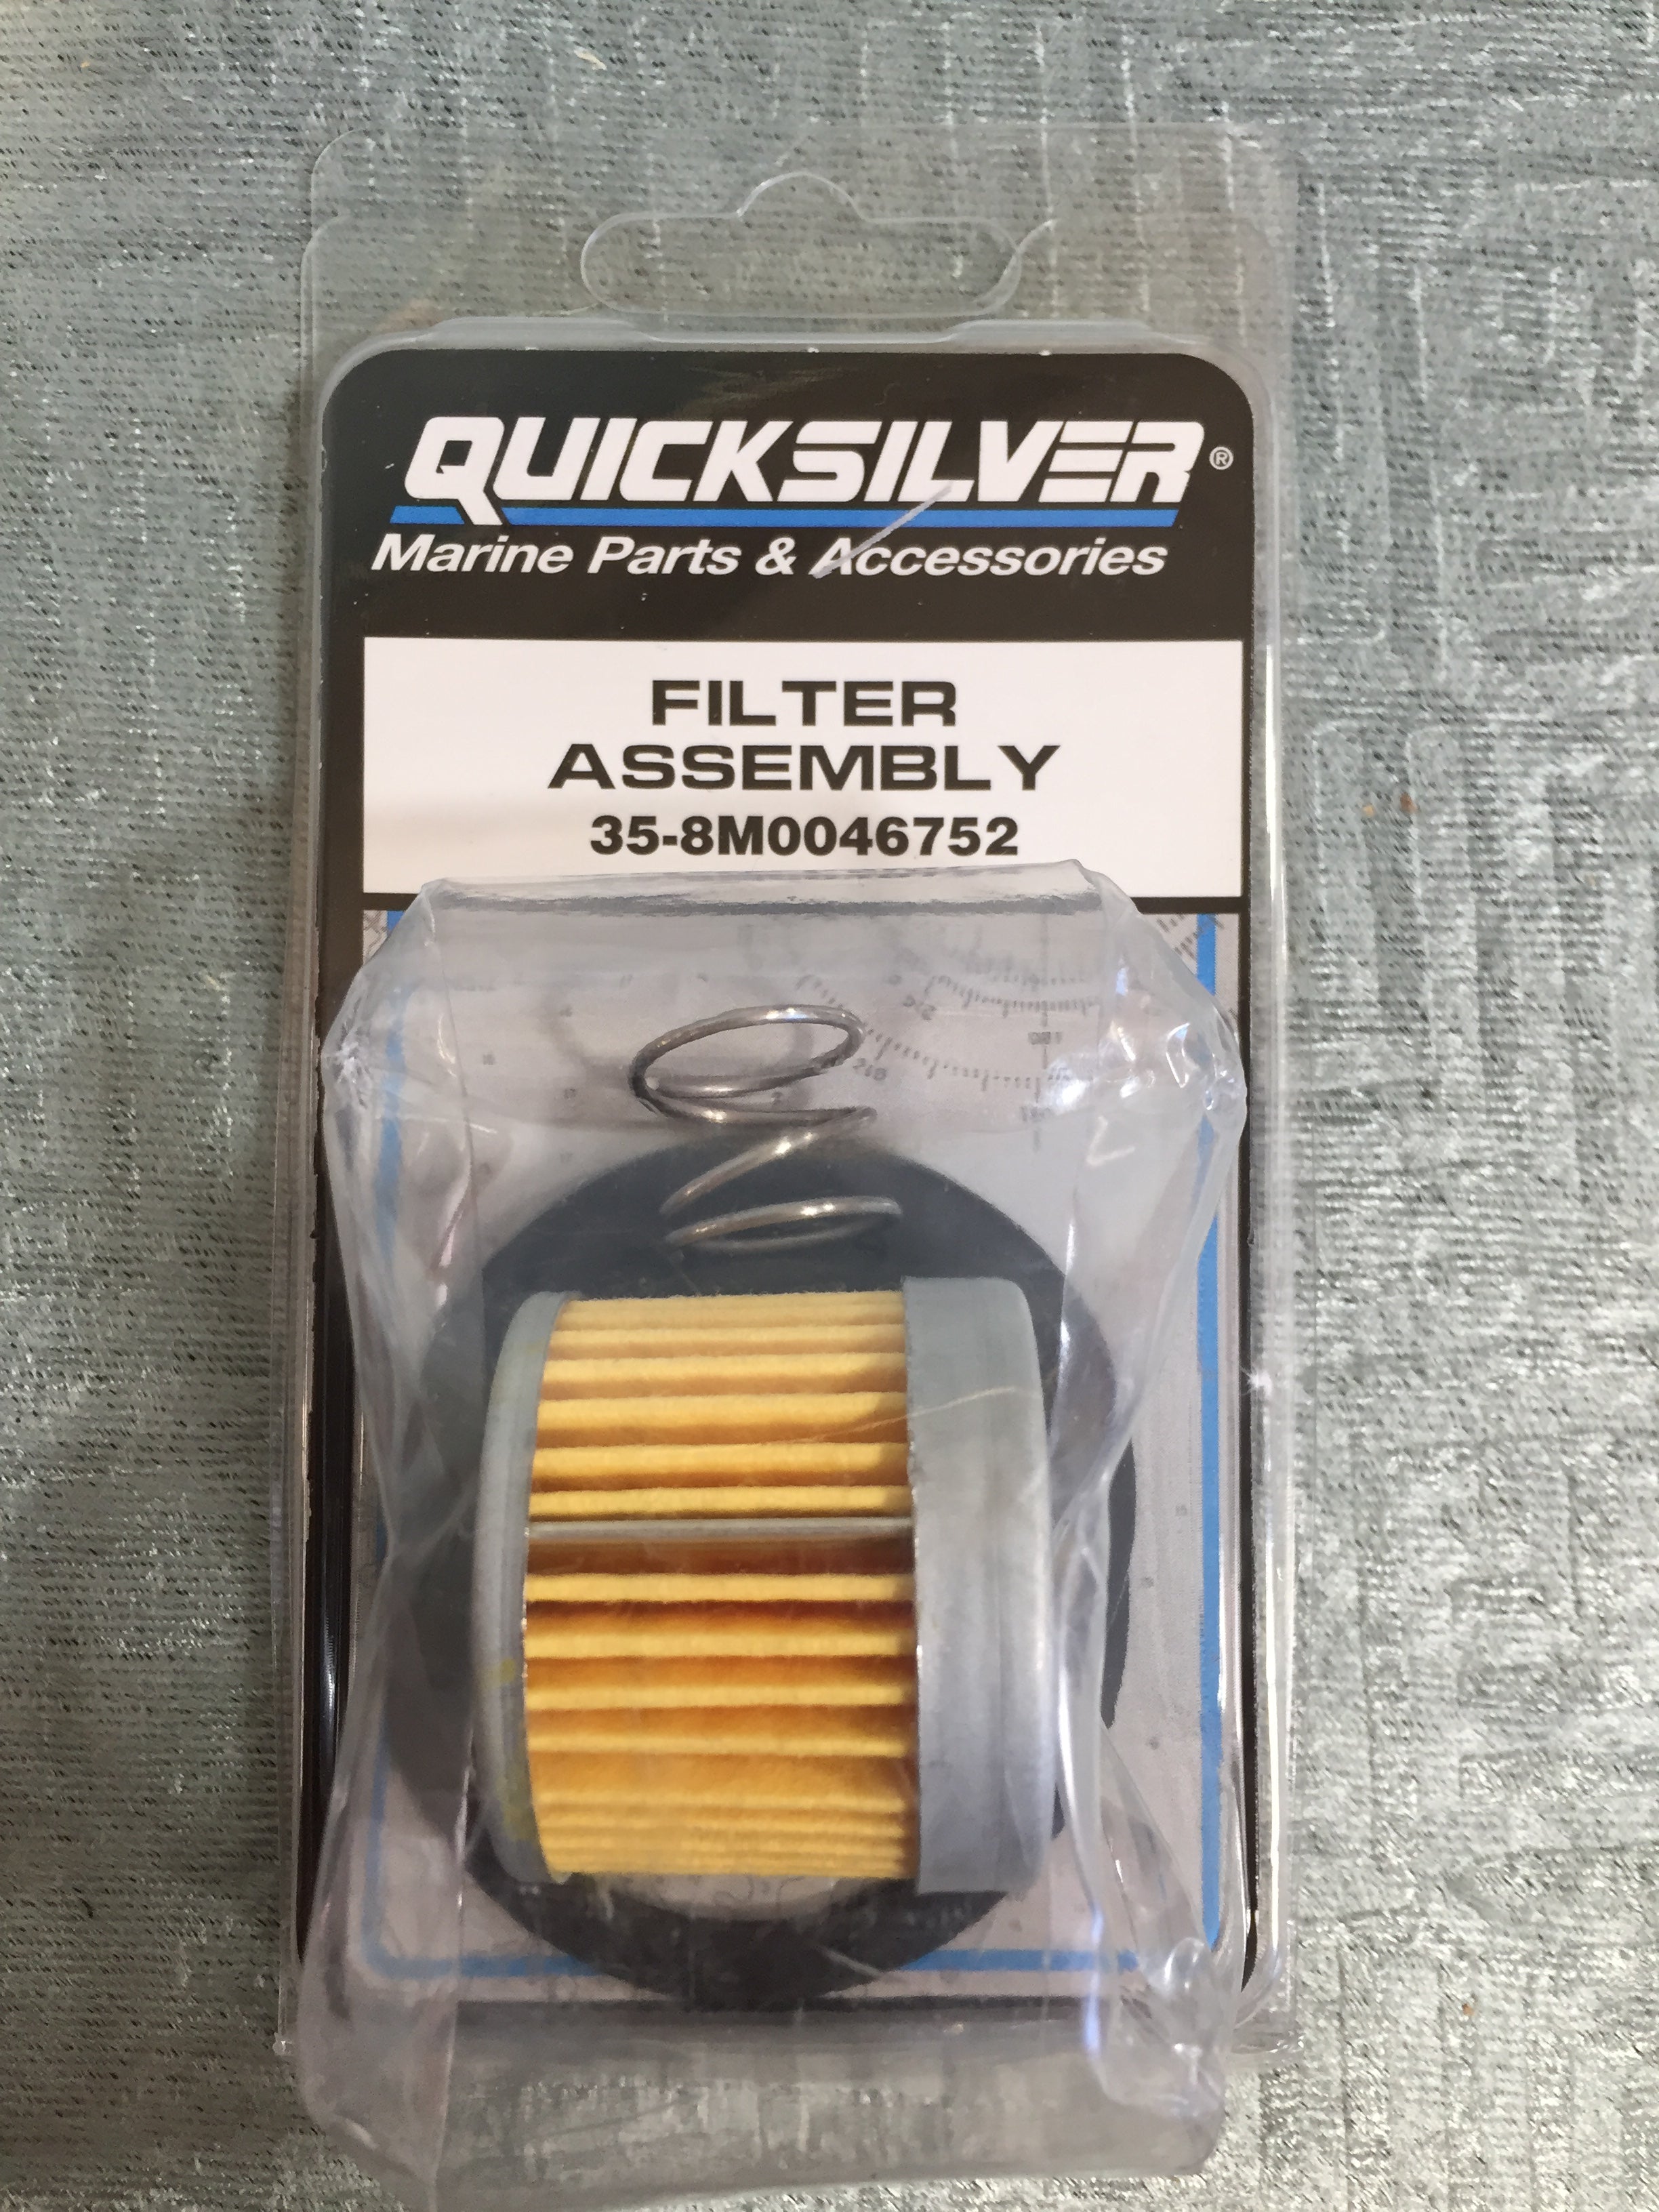 QUICKSILVER®
Marine Parts & Accessories
FILTER
ASSEMBLY
35-8M0046752